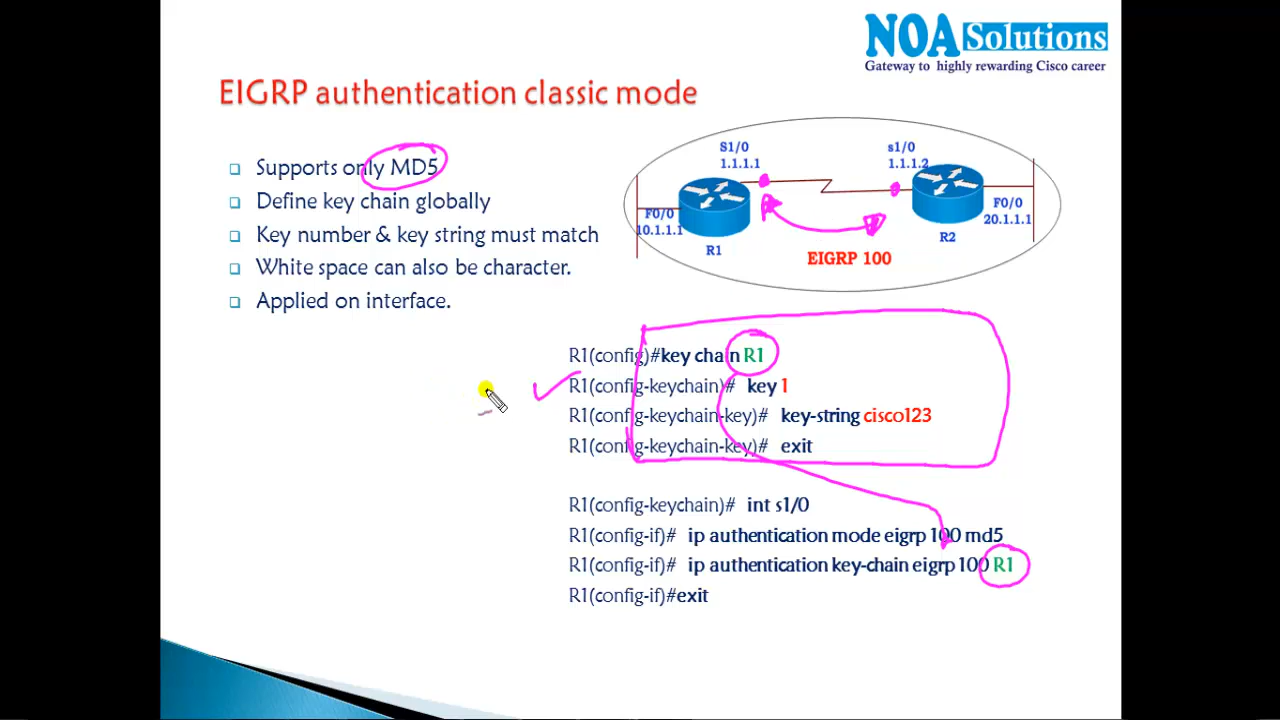 NOA Solutions
Gateway to highly rewarding Cisco career
EIGRP authentication classic mode
Supports only MD5
Define key chain globally
Key number & key string must match
White space can also be character.
Applied on interface.
S1/0
1.1.1.1
s1/0
1.1.1.2
F0/0
10.1.1.1
R1
F0/0
20.1.1.1
R2
EIGRP 100
R1(config)#key chain R1
R1(config-keychain)# key 1
R1(config-keychain-key)# key-string cisco123
R1(config-keychain-key)# exit
R1(config-keychain)# int s1/0
R1(config-if)# ip authentication mode eigrp 100 md5
R1(config-if)# ip authentication key-chain eigrp 100 R1
R1(config-if)#exit